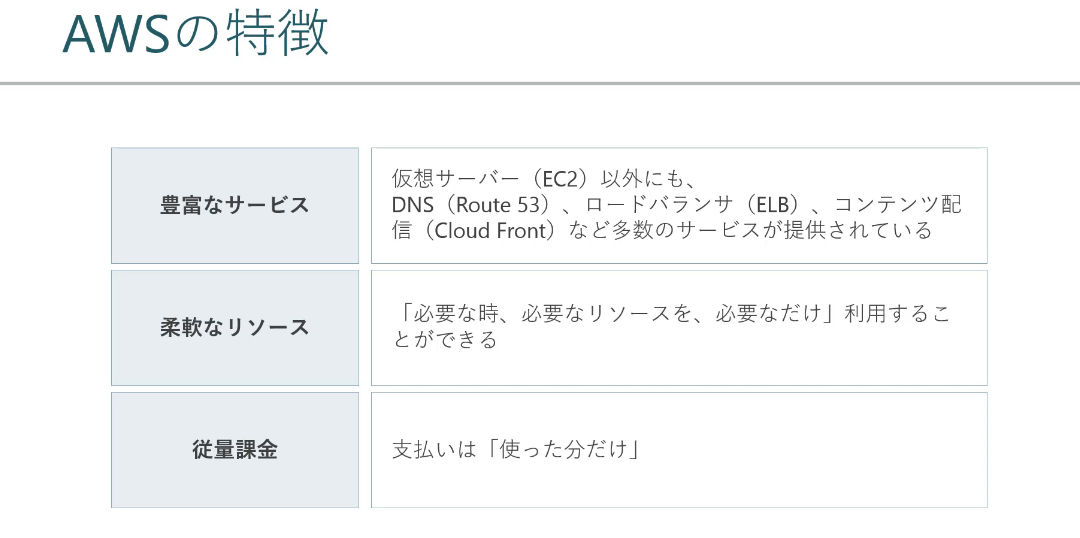 AWSの特徴
豊富なサービス
仮想サーバー（EC2）以外にも、
DNS（Route 53）、ロードバランサ（ELB）、コンテンツ配
信（Cloud Front）など多数のサービスが提供されている
柔軟なリソース
「必要な時、必要なリソースを、必要なだけ」利用するこ
とができる
従量課金
支払いは「使った分だけ」